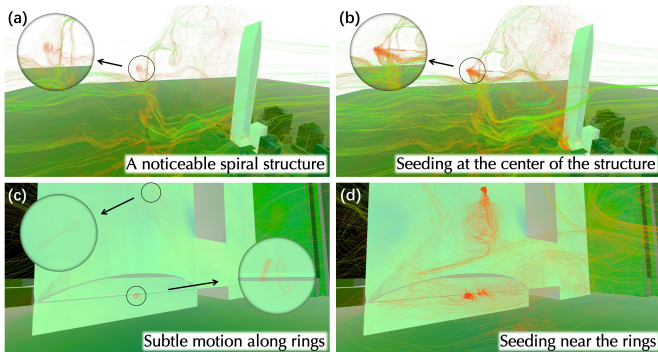 (a)
A noticeable spiral structure
(b)
Seeding at the center of the structure
(c)
Subtle motion along rings
(d)
Seeding near the rings